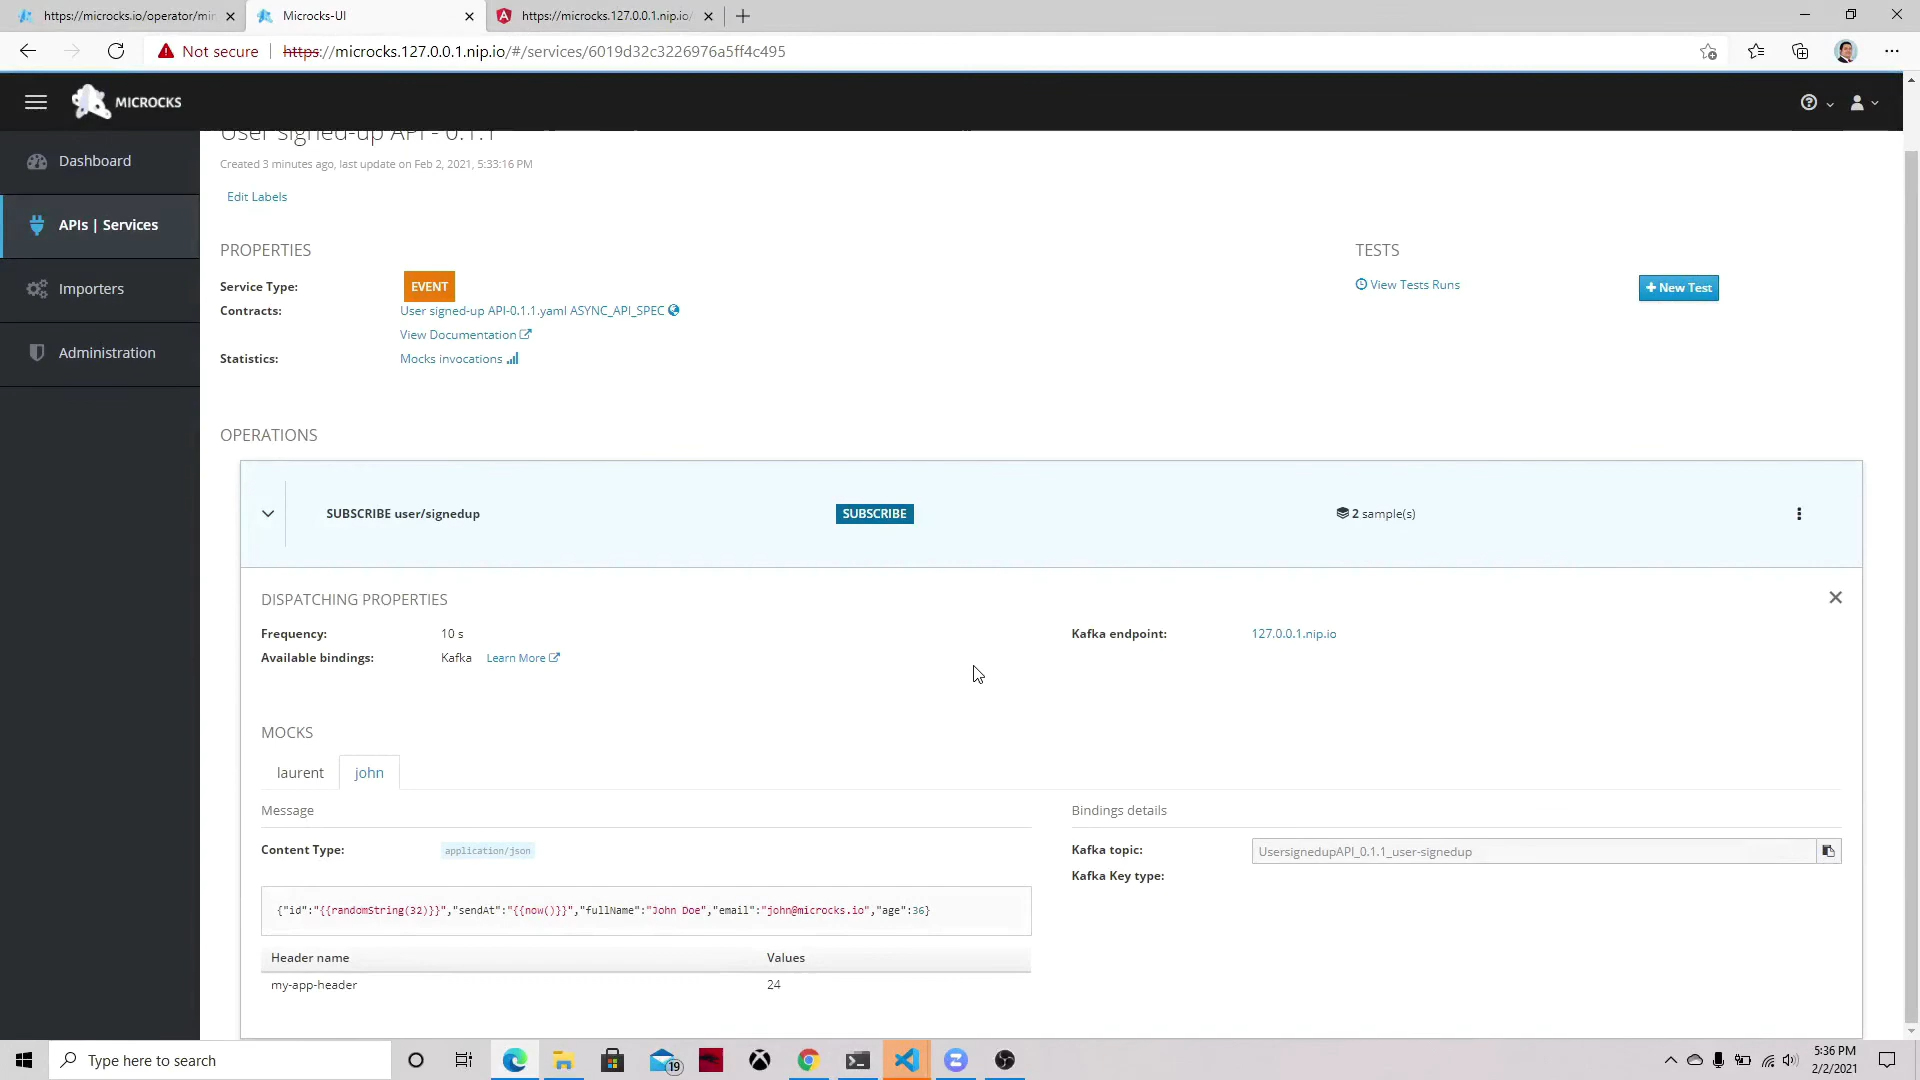 https://microcks.io/operator/mir
Microcks-UI
https://microcks.127.0.0.1.nip.io/
Not secure
https://microcks.127.0.0.1.nip.io/#/services/6019d32c3226976a5ff4c495
MICROCKS
User signed-up API - 0.1.1
Dashboard
APIs | Services
Importers
Administration
Created 3 minutes ago, last update on Feb 2, 2021, 5:33:16 PM
Edit Labels
PROPERTIES
Service Type:
EVENT
Contracts:
User signed-up API-0.1.1.yaml ASYNC_API_SPEC
View Documentation
Statistics:
Mocks invocations
TESTS
View Tests Runs
New Test
OPERATIONS
SUBSCRIBE user/signedup
SUBSCRIBE
2 sample(s)
DISPATCHING PROPERTIES
Frequency:
10 s
Available bindings:
Kafka
Learn More
Kafka endpoint:
127.0.0.1.nip.io
MOCKS
laurent
john
Message
Content Type:
application/json
{"id":"{{randomString(32)}}","sendAt":"{{now()}}","fullName":"John Doe","email":"john@microcks.io","age":36}
Header name
Values
my-app-header
24
Bindings details
Kafka topic:
UsersignedupAPI_0.1.1_user-signedup
Kafka Key type:
Type here to search
19
5:36 PM
2/2/2021